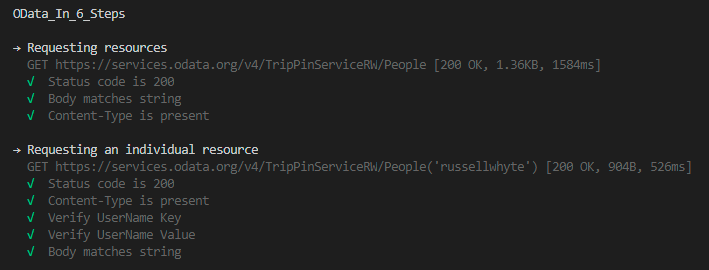 OData_In_6_Steps
→ Requesting resources
GET https://services.odata.org/v4/TripPinServiceRW/People [200 OK, 1.36KB, 1584ms]
√ Status code is 200
√ Body matches string
√ Content-Type is present
→ Requesting an individual resource
GET https://services.odata.org/v4/TripPinServiceRW/People('russellwhyte') [200 OK, 904B, 526ms]
√ Status code is 200
√ Content-Type is present
√ Verify UserName Key
√ Verify UserName Value
√ Body matches string